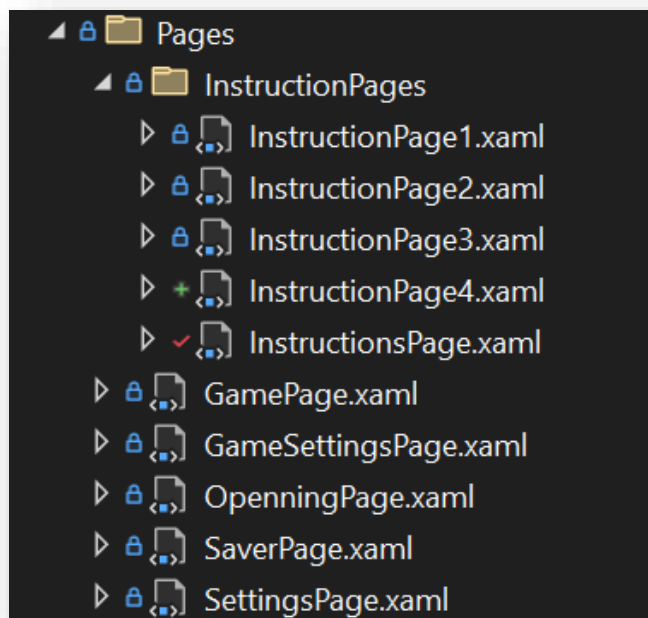 Pages
InstructionPages
InstructionPage1.xaml
InstructionPage2.xaml
InstructionPage3.xaml
InstructionPage4.xaml
InstructionsPage.xaml
GamePage.xaml
GameSettingsPage.xaml
OpenningPage.xaml
SaverPage.xaml
SettingsPage.xaml